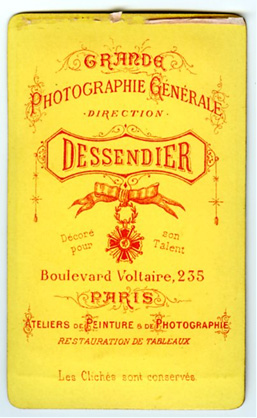 GRANDE
PHOTOGRAPHIE GÉNÉRALE
·DIRECTION·
DESSENDIER
Décoré son
pour Talent
Boulevard Voltaire, 235
PARIS
ATELIERS DE PEINTURE & DE PHOTOGRAPHIE
RESTAURATION DE TABLEAUX
Les Clichés sont conservés.